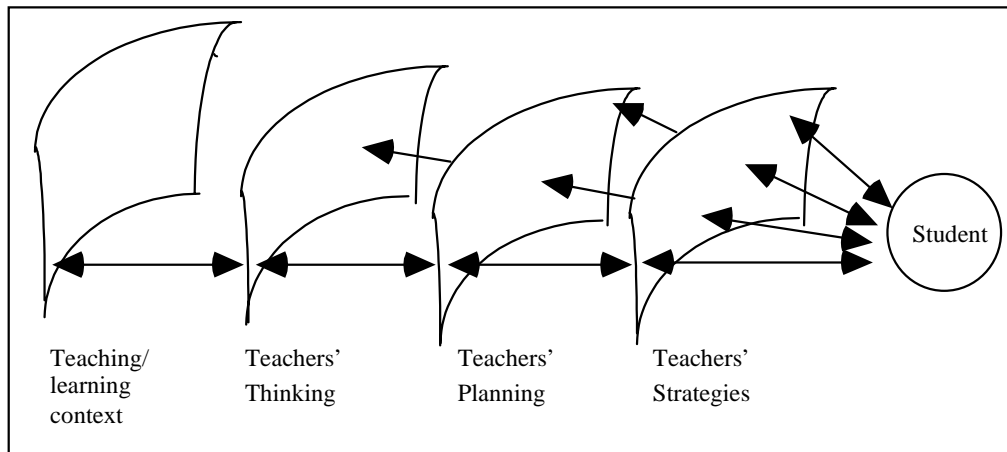 Student
Teaching/
learning
context
Teachers’
Thinking
Teachers’
Planning
Teachers’
Strategies